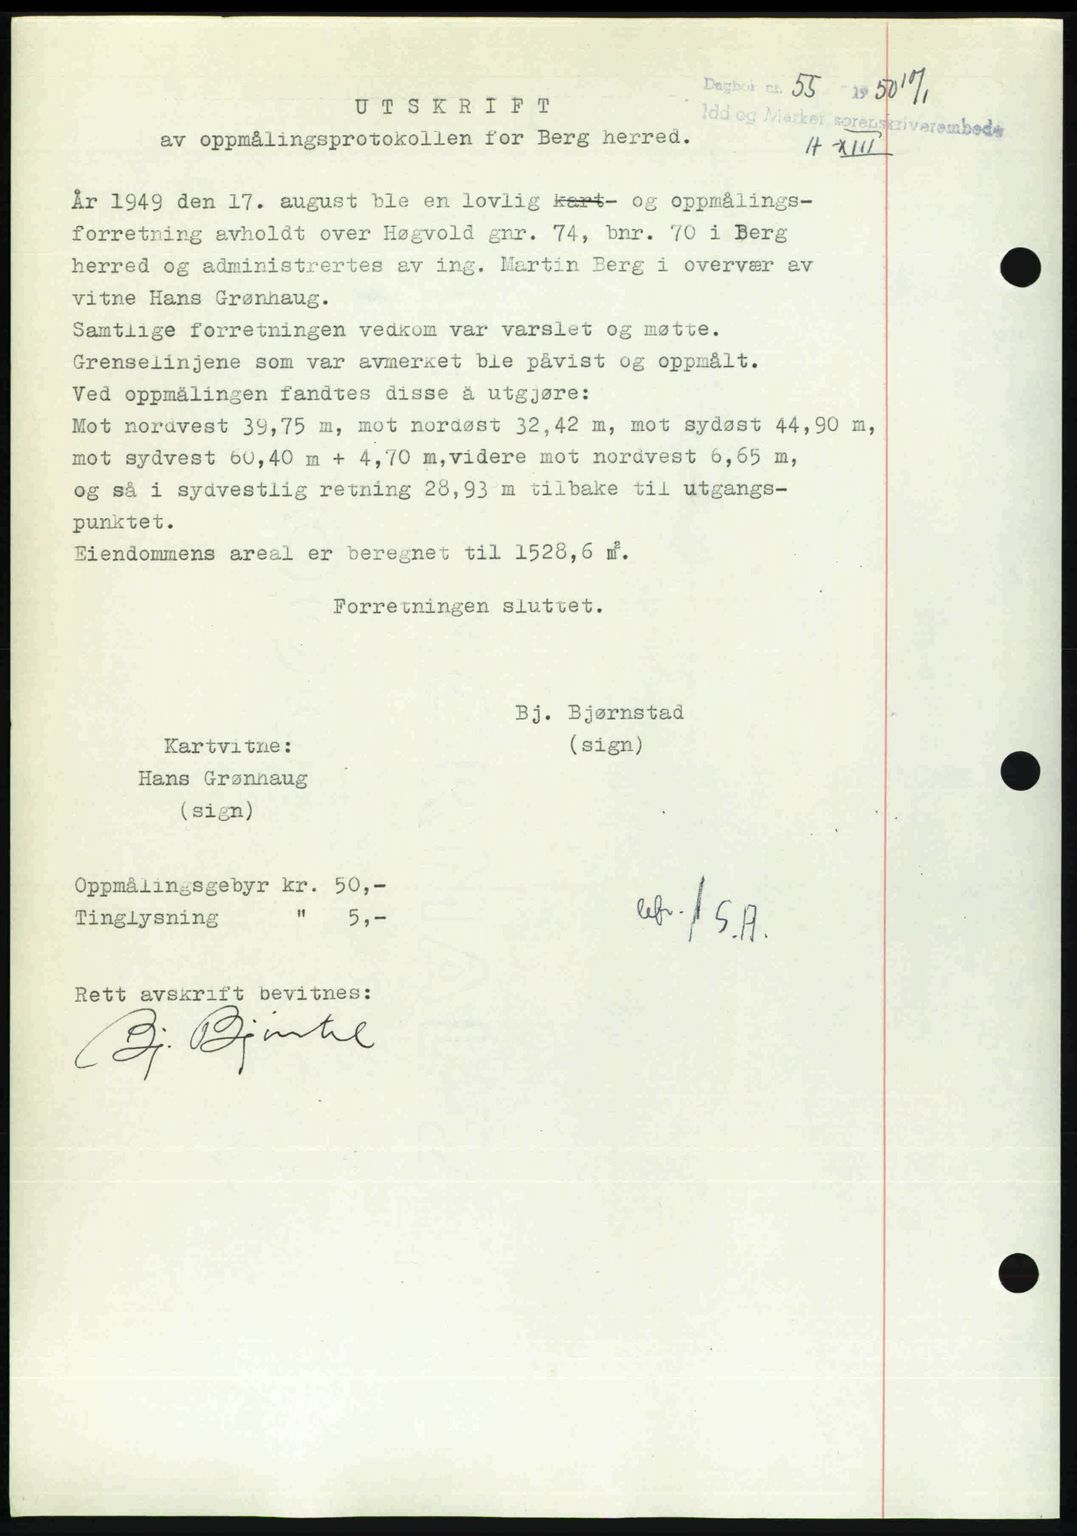 Dagbok nr. 55 1950 10/1
Idd og Marker sorenskriverembede
H XIII
UTSKRIFT
av oppmålingsprotokollen for Berg herred.
År 1949 den 17. august ble en lovlig kart- og oppmålings-
forretning avholdt over Høgvold gnr. 74, bnr. 70 i Berg
herred og administrertes av ing. Martin Berg i overvær av
vitne Hans Grønhaug.
Samtlige forretningen vedkom var varslet og møtte.
Grenselinjene som var avmerket ble påvist og oppmålt.
Ved oppmålingen fandtes disse å utgjøre:
Mot nordvest 39,75 m, mot nordøst 32,42 m, mot sydøst 44,90 m,
mot sydvest 60,40 m + 4,70 m,videre mot nordvest 6,65 m,
og så i sydvestlig retning 28,93 m tilbake til utgangs-
punktet.
Eiendommens areal er beregnet til 1528,6 m².
Forretningen sluttet.
Bj. Bjørnstad
(sign)
Kartvitne:
Hans Grønhaug
(sign)
Oppmålingsgebyr kr. 50,-
Tinglysning " 5,-
S.A.
Rett avskrift bevitnes:
Bj. Bjørnstad